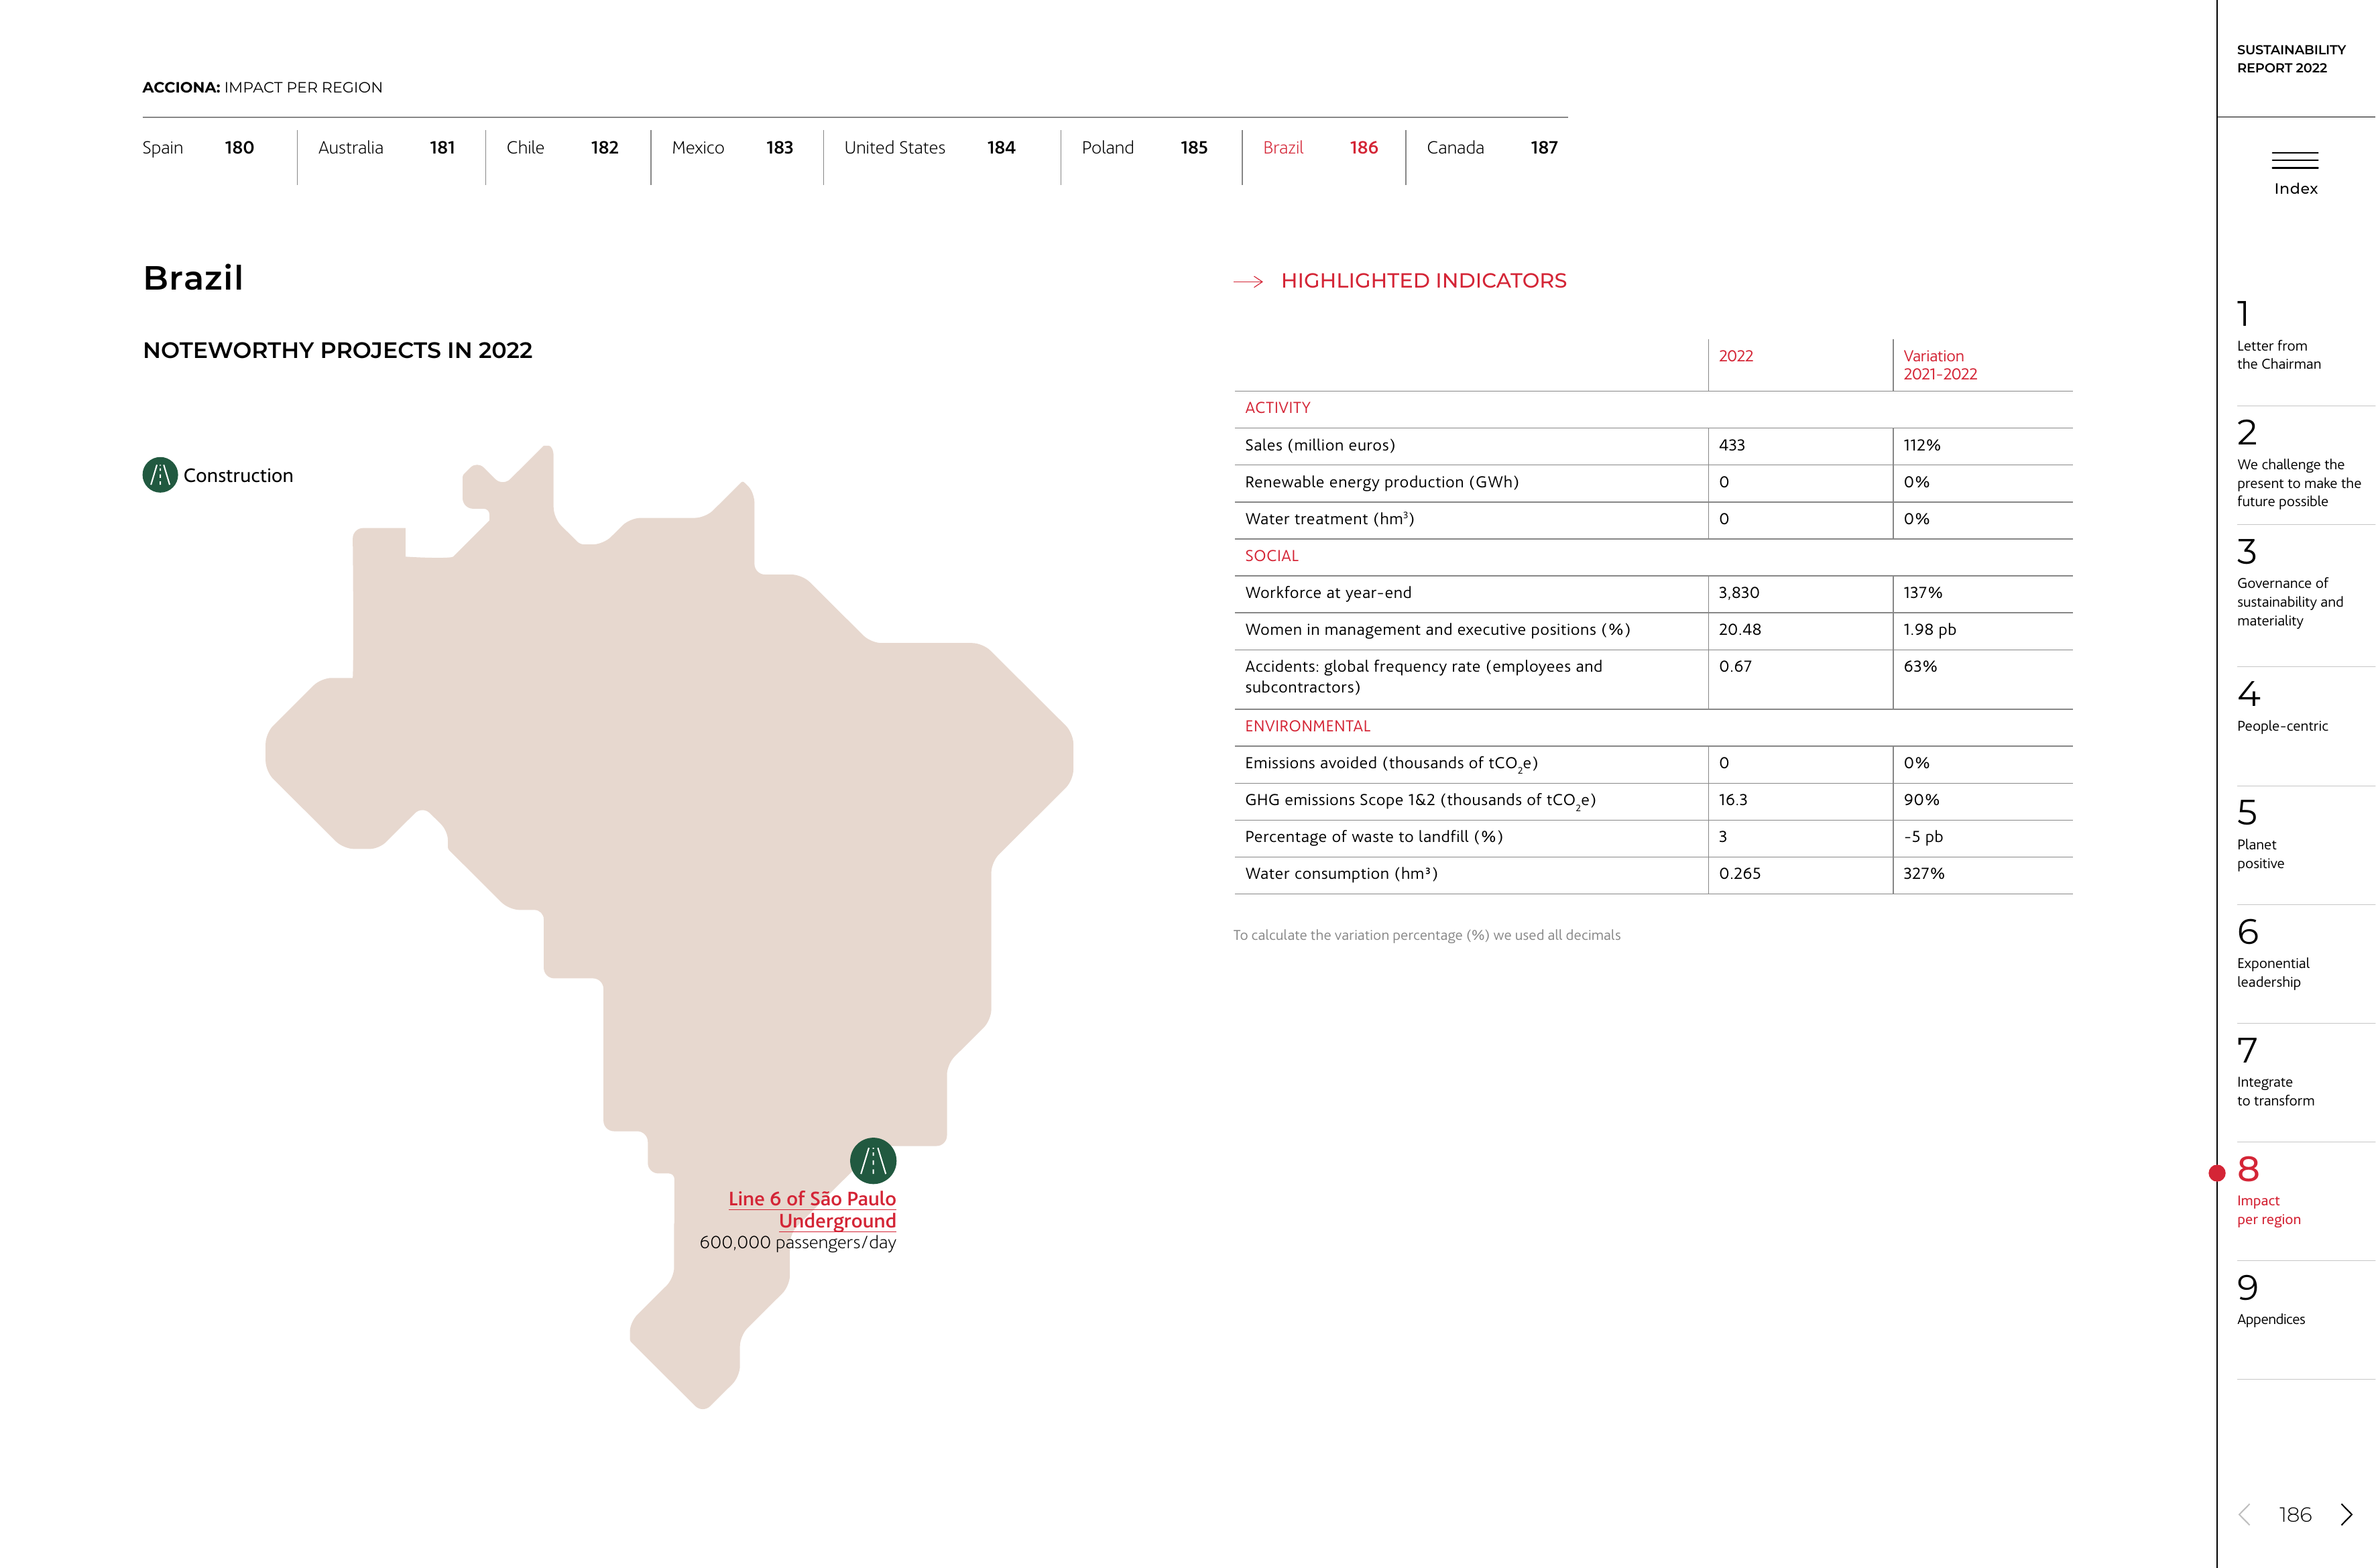 ACCIONA: IMPACT PER REGION
Spain 180 Australia 181 Chile 182 Mexico 183 United States 184 Poland 185 Brazil 186 Canada 187
Brazil
NOTEWORTHY PROJECTS IN 2022
Construction
Line 6 of São Paulo
Underground
600,000 passengers/day
HIGHLIGHTED INDICATORS
2022 Variation
2021-2022
ACTIVITY
Sales (million euros) 433 112%
Renewable energy production (GWh) 0 0%
Water treatment (hm³) 0 0%
SOCIAL
Workforce at year-end 3,830 137%
Women in management and executive positions (%) 20.48 1.98 pb
Accidents: global frequency rate (employees and 0.67 63%
subcontractors)
ENVIRONMENTAL
Emissions avoided (thousands of tCO₂e) 0 0%
GHG emissions Scope 1&2 (thousands of tCO₂e) 16.3 90%
Percentage of waste to landfill (%) 3 -5 pb
Water consumption (hm³) 0.265 327%
To calculate the variation percentage (%) we used all decimals
SUSTAINABILITY
REPORT 2022
Index
1
Letter from
the Chairman
2
We challenge the
present to make the
future possible
3
Governance of
sustainability and
materiality
4
People-centric
5
Planet
positive
6
Exponential
leadership
7
Integrate
to transform
8
Impact
per region
9
Appendices
186